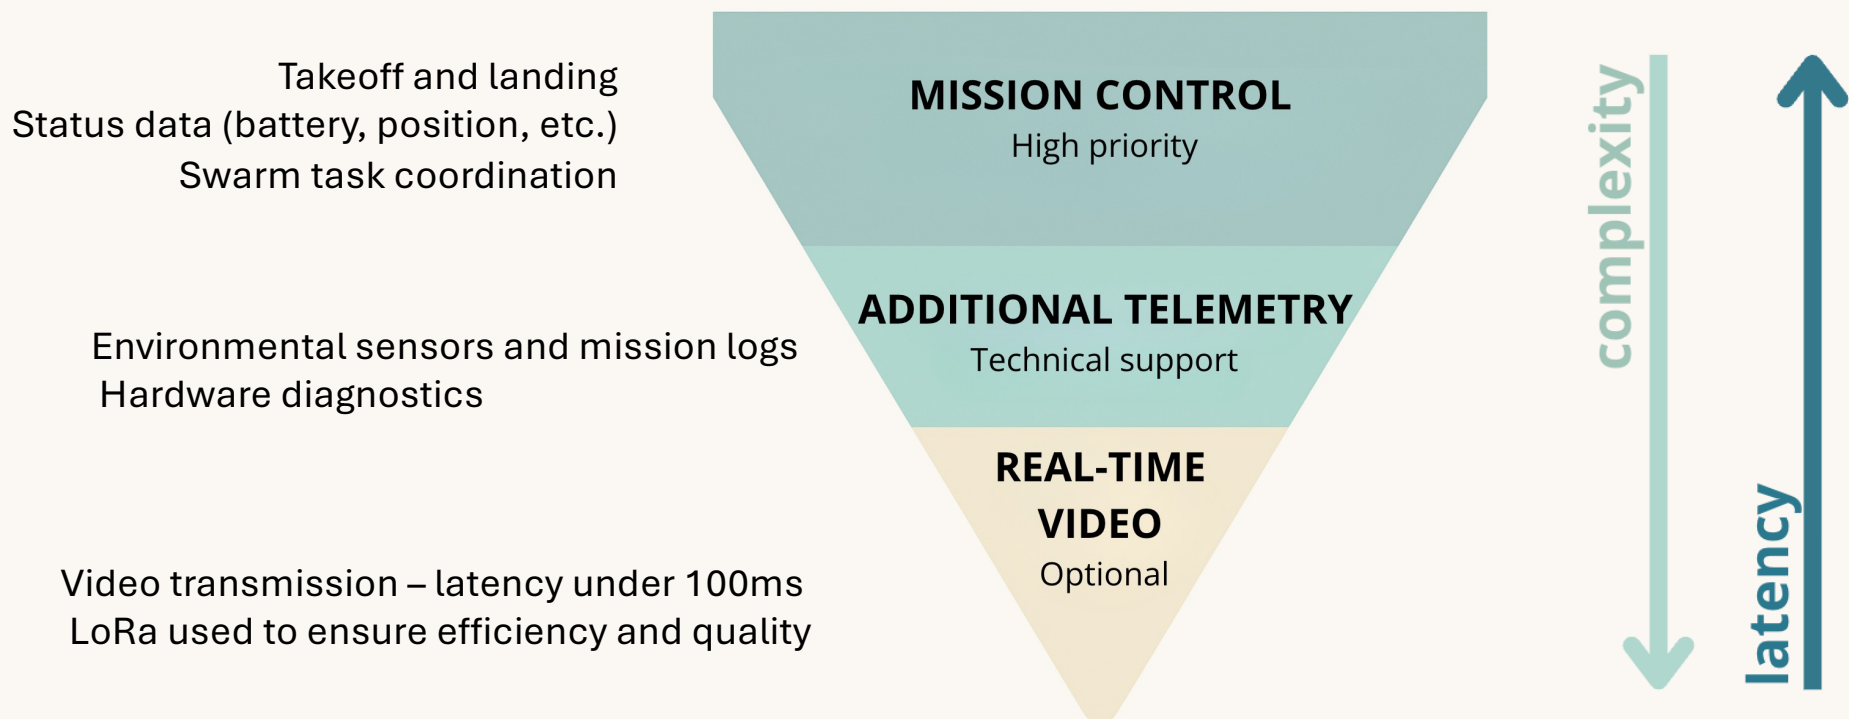 Takeoff and landing
Status data (battery, position, etc.)
Swarm task coordination
MISSION CONTROL
High priority
Environmental sensors and mission logs
Hardware diagnostics
ADDITIONAL TELEMETRY
Technical support
Video transmission – latency under 100ms
LoRa used to ensure efficiency and quality
REAL-TIME
VIDEO
Optional
complexity
latency